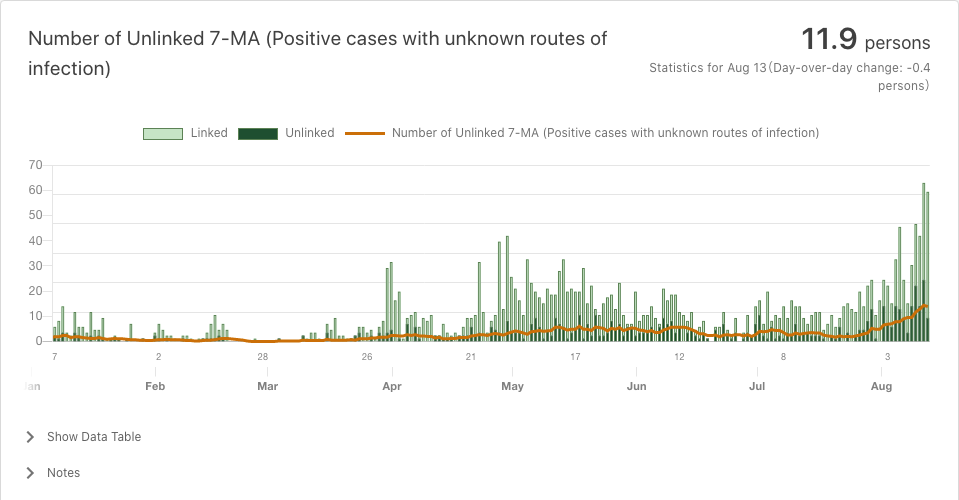 Number of Unlinked 7-MA (Positive cases with unknown routes of
infection)
11.9 persons
Statistics for Aug 13(Day-over-day change: -0.4
persons)
Linked Unlinked Number of Unlinked 7-MA (Positive cases with unknown routes of infection)
70
60
50
40
30
20
10
0
7 2 28 26 21 17 12 8 3
an Feb Mar Apr May Jun Jul Aug
Show Data Table
Notes